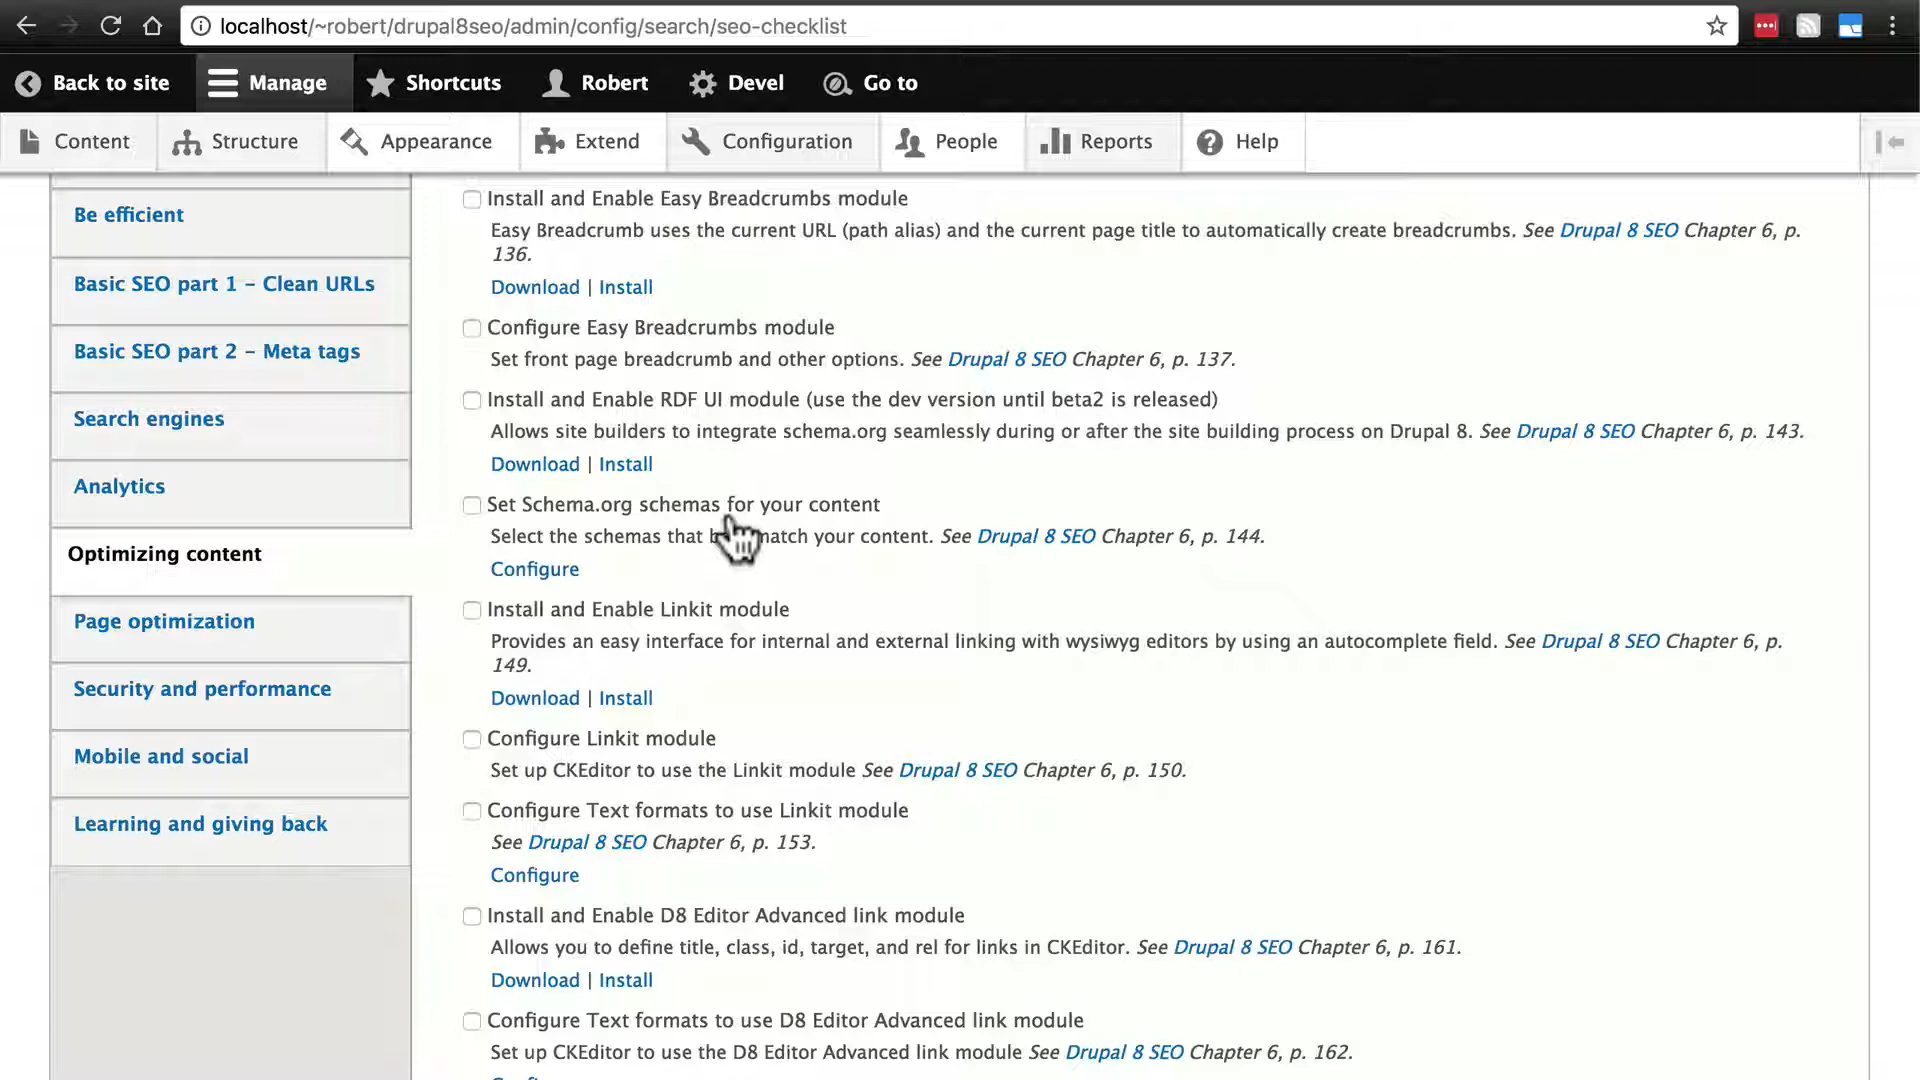 localhost/~robert/drupal8seo/admin/config/search/seo-checklist
Back to site Manage Shortcuts Robert Devel Go to
Content Structure Appearance Extend Configuration People Reports Help
Be efficient
Basic SEO part 1 – Clean URLs
Basic SEO part 2 – Meta tags
Search engines
Analytics
Optimizing content
Page optimization
Security and performance
Mobile and social
Learning and giving back
Install and Enable Easy Breadcrumbs module
Easy Breadcrumb uses the current URL (path alias) and the current page title to automatically create breadcrumbs. See Drupal 8 SEO Chapter 6, p.
136.
Download | Install
Configure Easy Breadcrumbs module
Set front page breadcrumb and other options. See Drupal 8 SEO Chapter 6, p. 137.
Install and Enable RDF UI module (use the dev version until beta2 is released)
Allows site builders to integrate schema.org seamlessly during or after the site building process on Drupal 8. See Drupal 8 SEO Chapter 6, p. 143.
Download | Install
Set Schema.org schemas for your content
Select the schemas that match your content. See Drupal 8 SEO Chapter 6, p. 144.
Configure
Install and Enable Linkit module
Provides an easy interface for internal and external linking with wysiwyg editors by using an autocomplete field. See Drupal 8 SEO Chapter 6, p.
149.
Download | Install
Configure Linkit module
Set up CKEditor to use the Linkit module See Drupal 8 SEO Chapter 6, p. 150.
Configure Text formats to use Linkit module
See Drupal 8 SEO Chapter 6, p. 153.
Configure
Install and Enable D8 Editor Advanced link module
Allows you to define title, class, id, target, and rel for links in CKEditor. See Drupal 8 SEO Chapter 6, p. 161.
Download | Install
Configure Text formats to use D8 Editor Advanced link module
Set up CKEditor to use the D8 Editor Advanced link module See Drupal 8 SEO Chapter 6, p. 162.